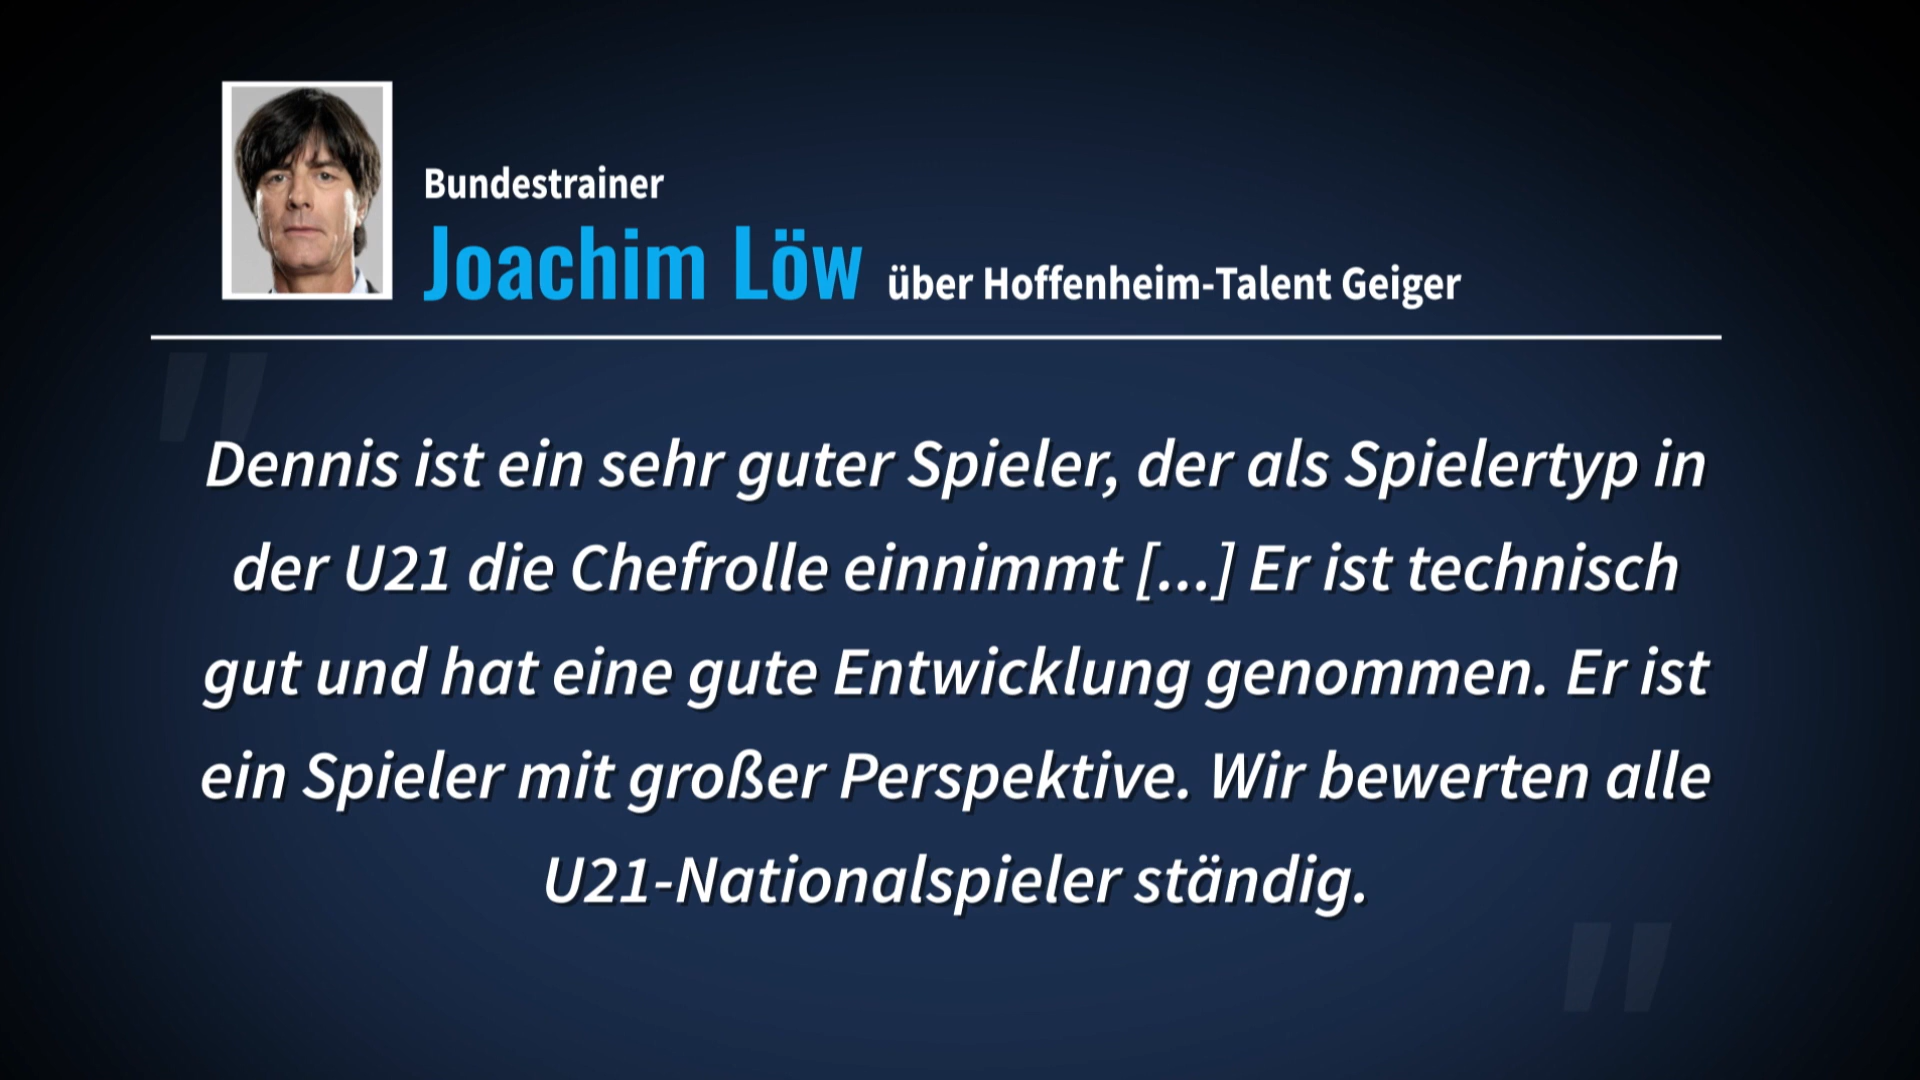 Bundestrainer
Joachim Löw über Hoffenheim-Talent Geiger
"
Dennis ist ein sehr guter Spieler, der als Spielertyp in
der U21 die Chefrolle einnimmt [...] Er ist technisch
gut und hat eine gute Entwicklung genommen. Er ist
ein Spieler mit großer Perspektive. Wir bewerten alle
U21-Nationalspieler ständig.
"